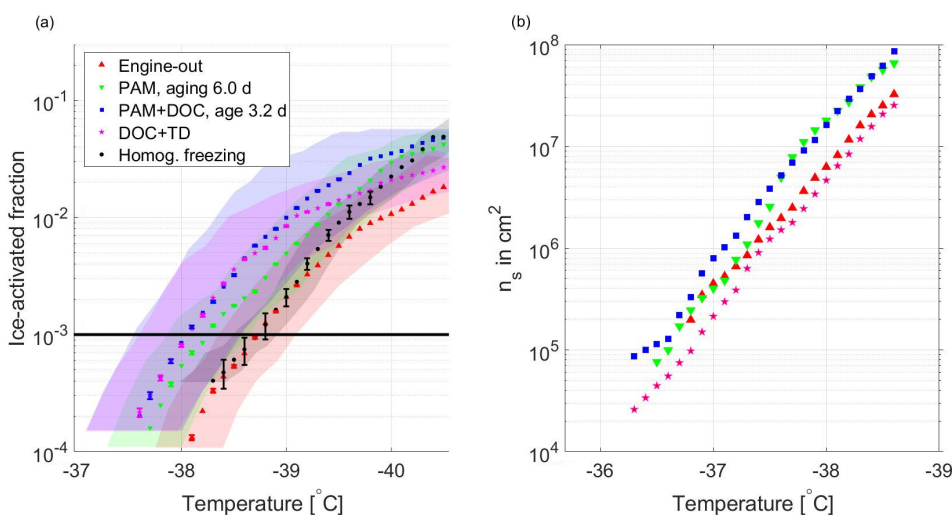 (a)
Ice-activated fraction
10^-1
10^-2
10^-3
10^-4
Engine-out
PAM, aging 6.0 d
PAM+DOC, age 3.2 d
DOC+TD
Homog. freezing
-37
-38
-39
-40
Temperature [°C]
(b)
n_s in cm^2
10^8
10^7
10^6
10^5
10^4
-36
-37
-38
-39
Temperature [°C]